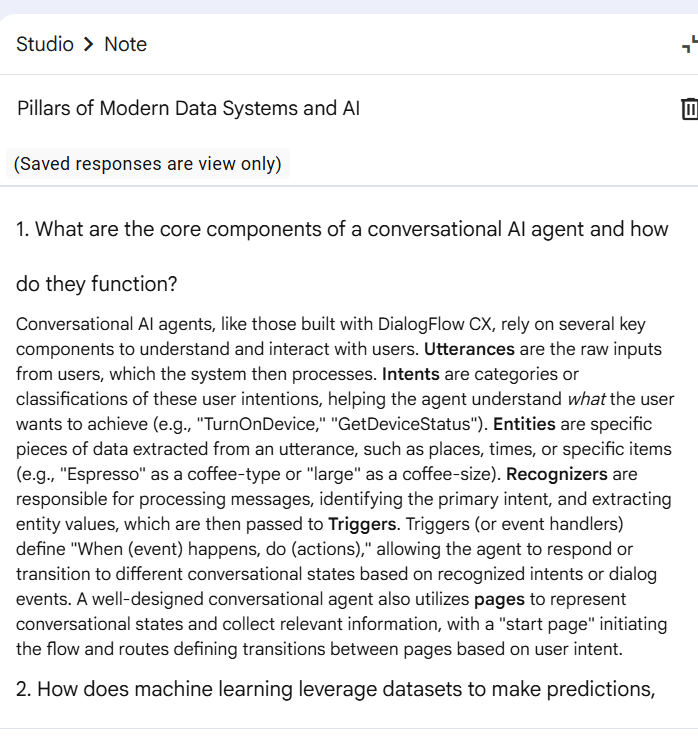 Studio > Note
Pillars of Modern Data Systems and AI
(Saved responses are view only)
1. What are the core components of a conversational AI agent and how
do they function?
Conversational AI agents, like those built with DialogFlow CX, rely on several key
components to understand and interact with users. Utterances are the raw inputs
from users, which the system then processes. Intents are categories or
classifications of these user intentions, helping the agent understand what the user
wants to achieve (e.g., "TurnOnDevice," "GetDeviceStatus"). Entities are specific
pieces of data extracted from an utterance, such as places, times, or specific items
(e.g., "Espresso" as a coffee-type or "large" as a coffee-size). Recognizers are
responsible for processing messages, identifying the primary intent, and extracting
entity values, which are then passed to Triggers. Triggers (or event handlers)
define "When (event) happens, do (actions)," allowing the agent to respond or
transition to different conversational states based on recognized intents or dialog
events. A well-designed conversational agent also utilizes pages to represent
conversational states and collect relevant information, with a "start page" initiating
the flow and routes defining transitions between pages based on user intent.
2. How does machine learning leverage datasets to make predictions,